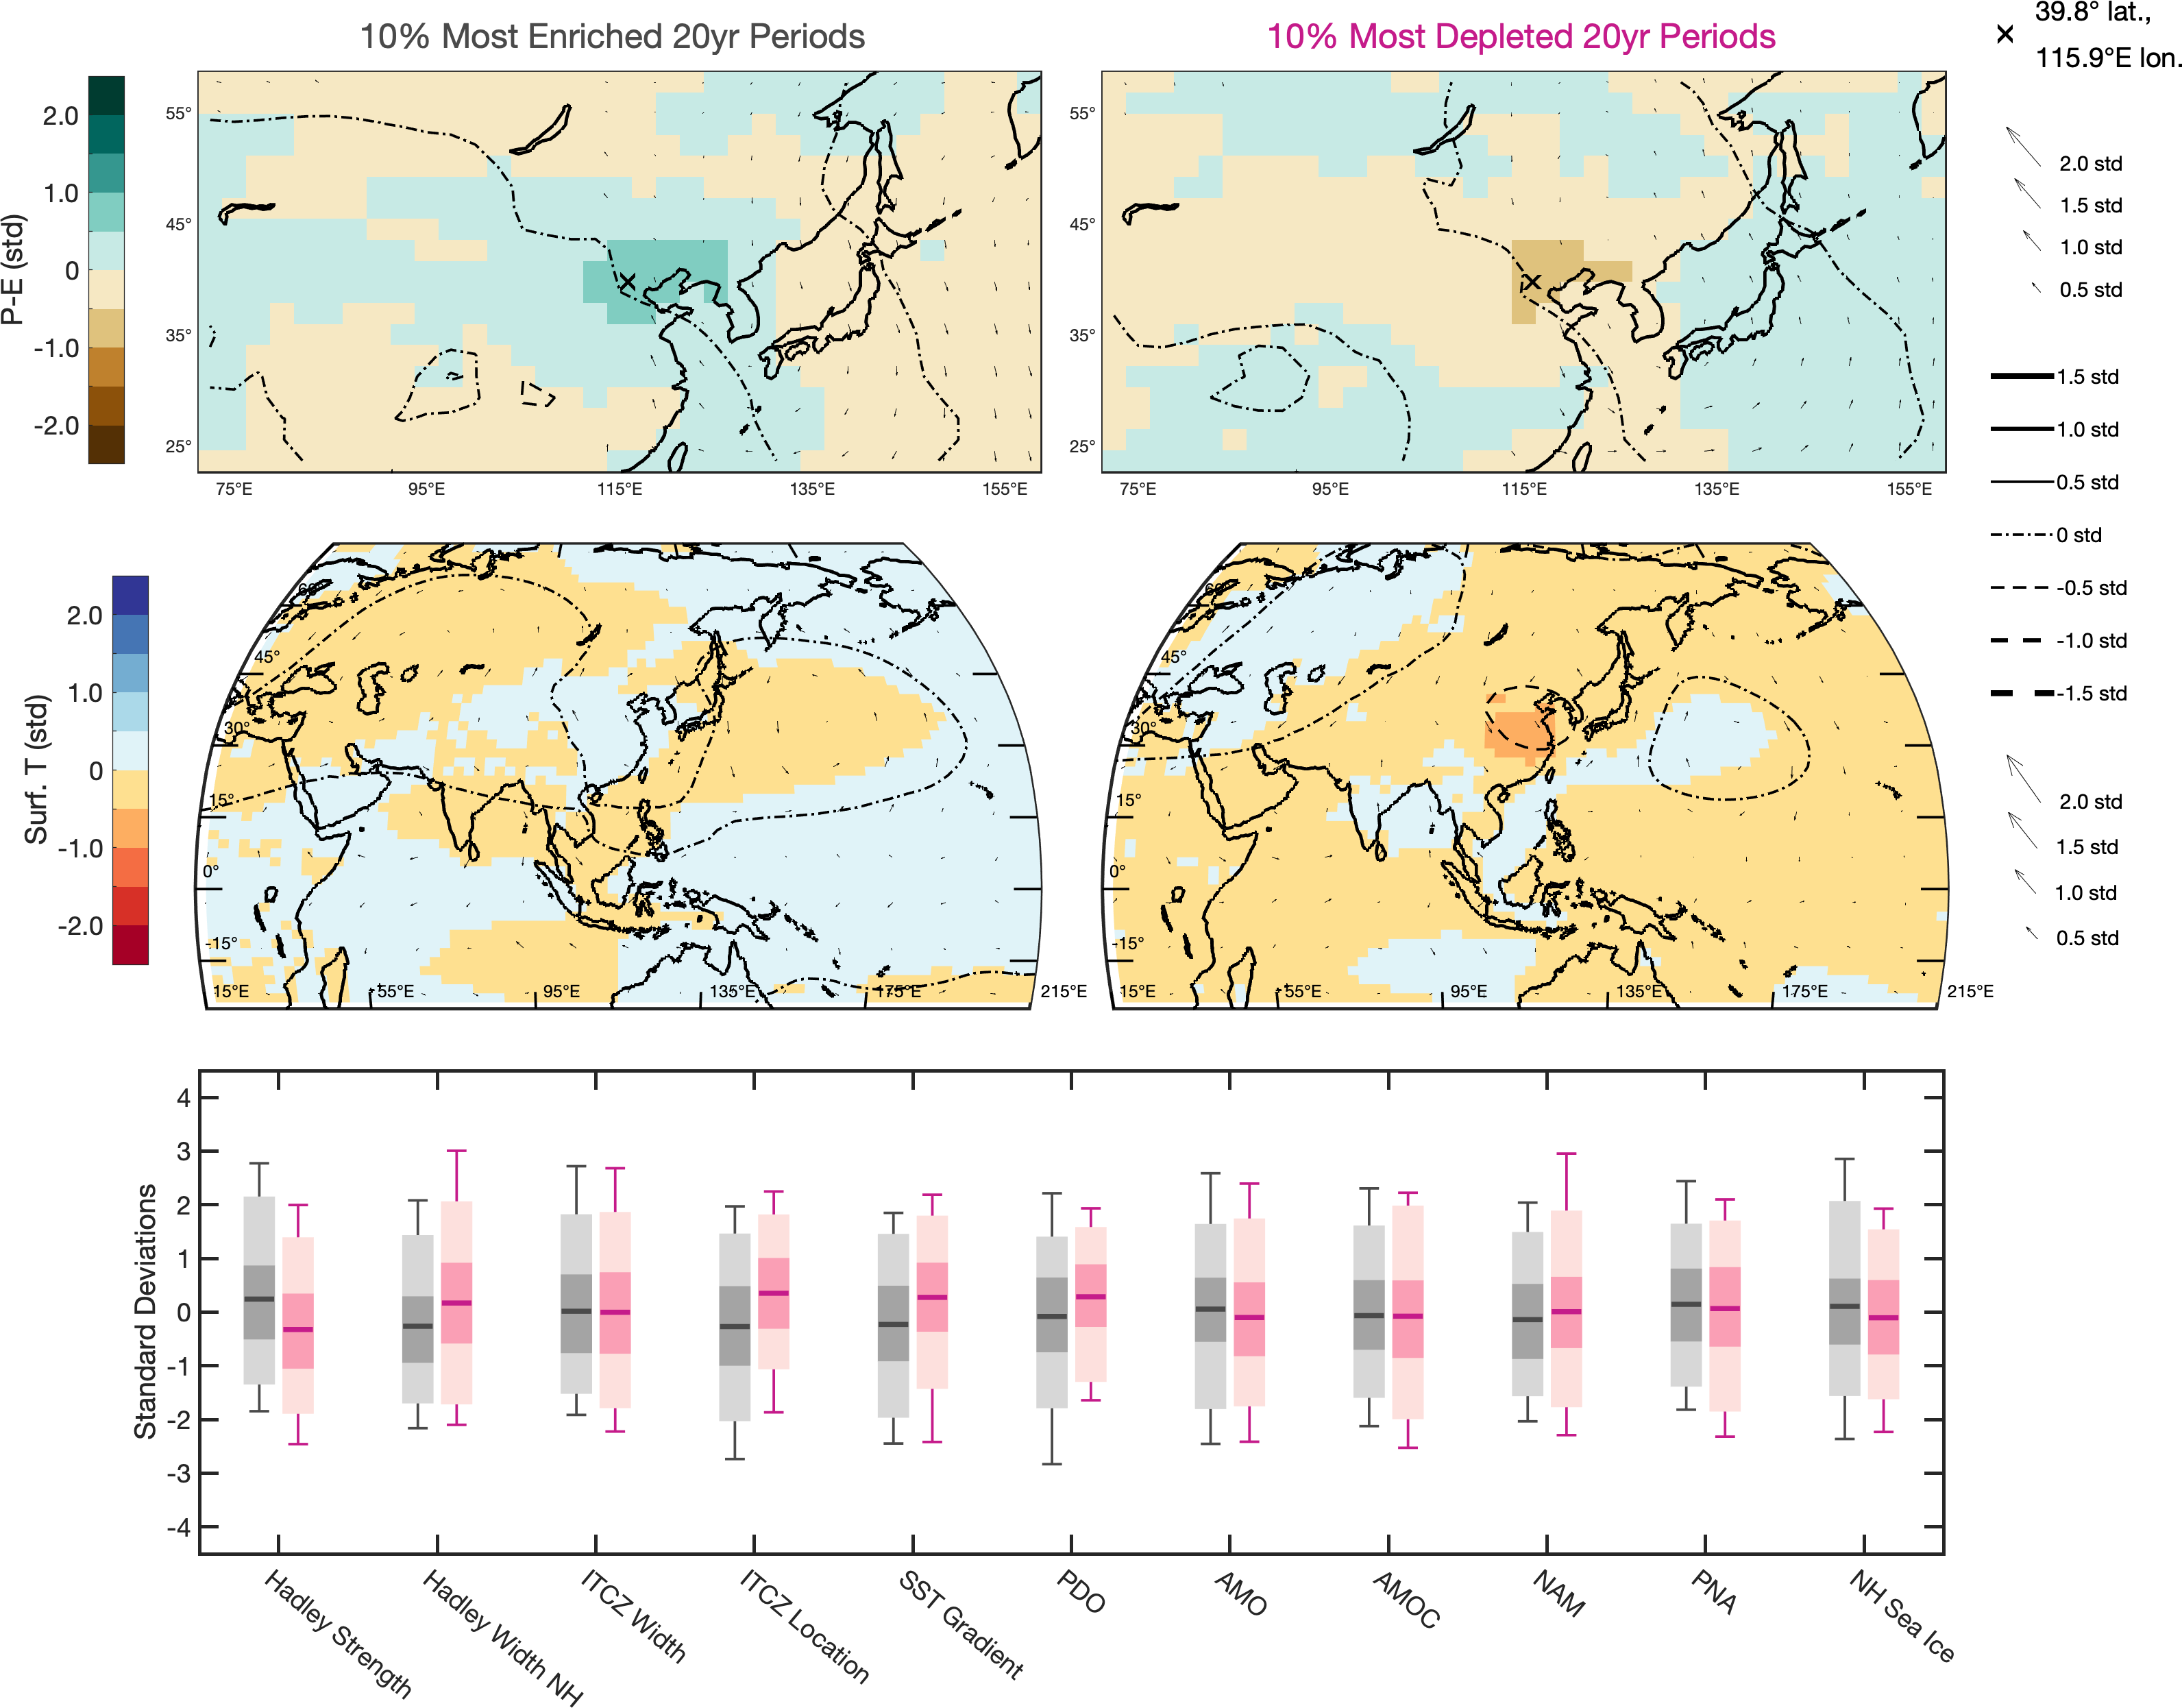 10% Most Enriched 20yr Periods
10% Most Depleted 20yr Periods
39.8° lat.,
115.9°E lon.
P-E (std)
2.0
1.0
0
-1.0
-2.0
55°
45°
35°
25°
75°E 95°E 115°E 135°E 155°E
55°
45°
35°
25°
75°E 95°E 115°E 135°E 155°E
2.0 std
1.5 std
1.0 std
0.5 std
1.5 std
1.0 std
0.5 std
0 std
-0.5 std
-1.0 std
-1.5 std
2.0 std
1.5 std
1.0 std
0.5 std
Surf. T (std)
2.0
1.0
0
-1.0
-2.0
60°
45°
30°
15°
0°
-15°
15°E 55°E 95°E 135°E 175°E 215°E
60°
45°
30°
15°
0°
-15°
15°E 55°E 95°E 135°E 175°E 215°E
Standard Deviations
4
3
2
1
0
-1
-2
-3
-4
Hadley Strength
Hadley Width NH
ITCZ Width
ITCZ Location
SST Gradient
PDO
AMO
AMOC
NAM
PNA
NH Sea Ice